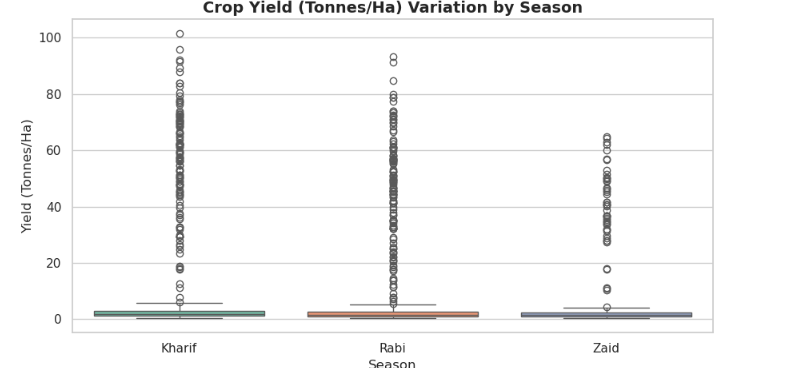 Crop Yield (Tonnes/Ha) Variation by Season
Yield (Tonnes/Ha)
100
80
60
40
20
0
Kharif
Rabi
Zaid
Season